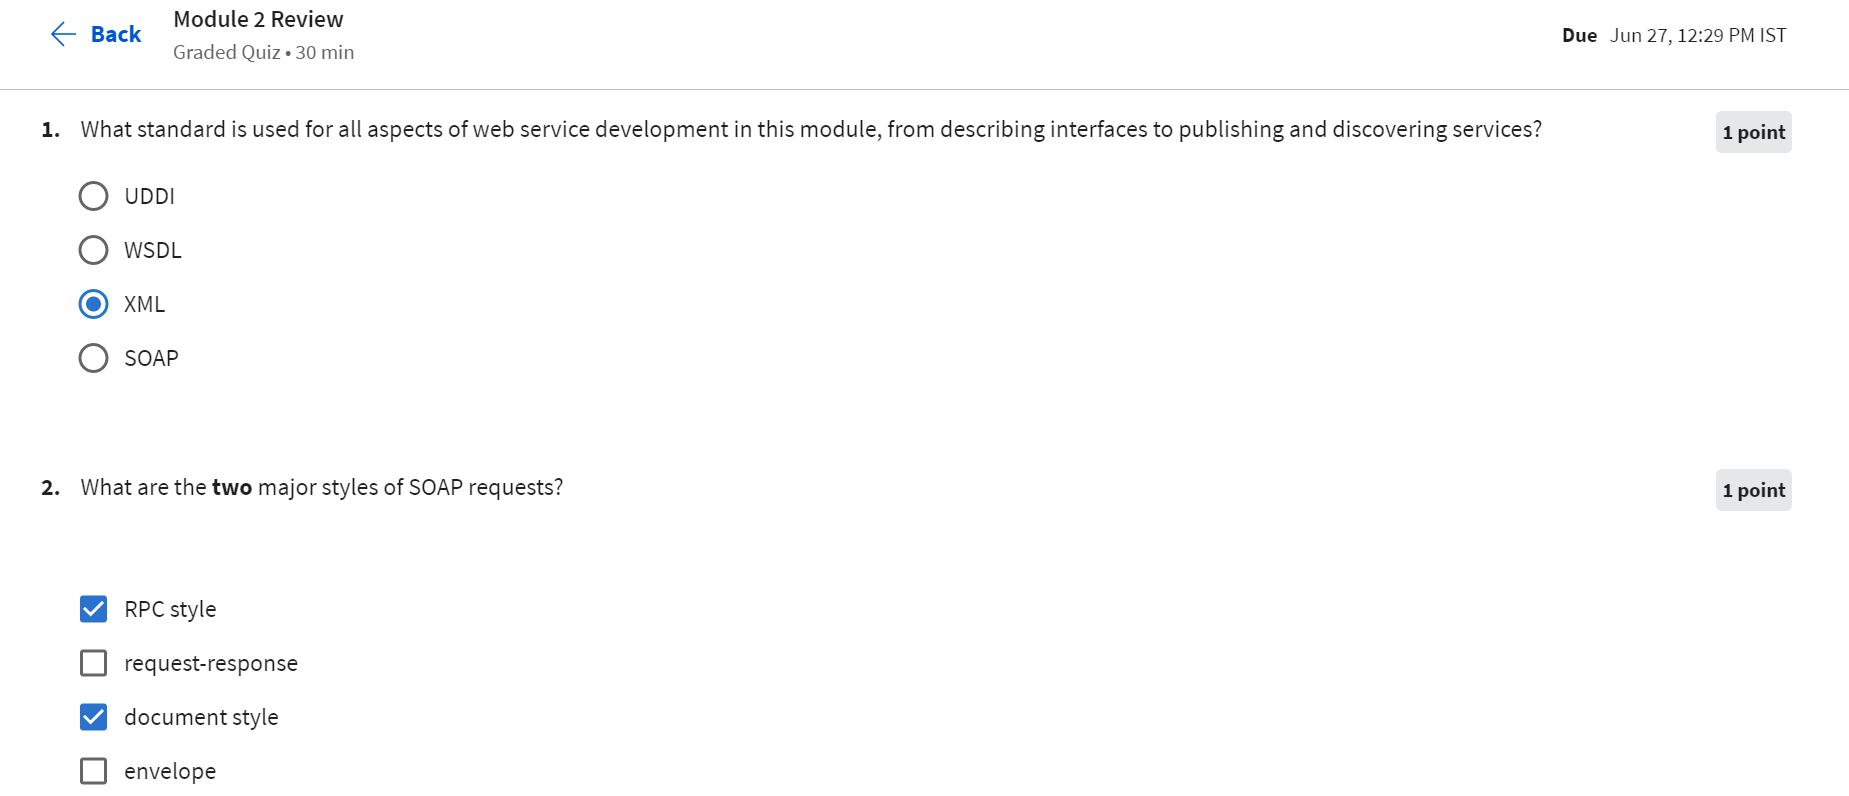 Back
Module 2 Review
Graded Quiz • 30 min
Due Jun 27, 12:29 PM IST
1. What standard is used for all aspects of web service development in this module, from describing interfaces to publishing and discovering services?
1 point
UDDI
WSDL
XML
SOAP
2. What are the two major styles of SOAP requests?
1 point
RPC style
request-response
document style
envelope